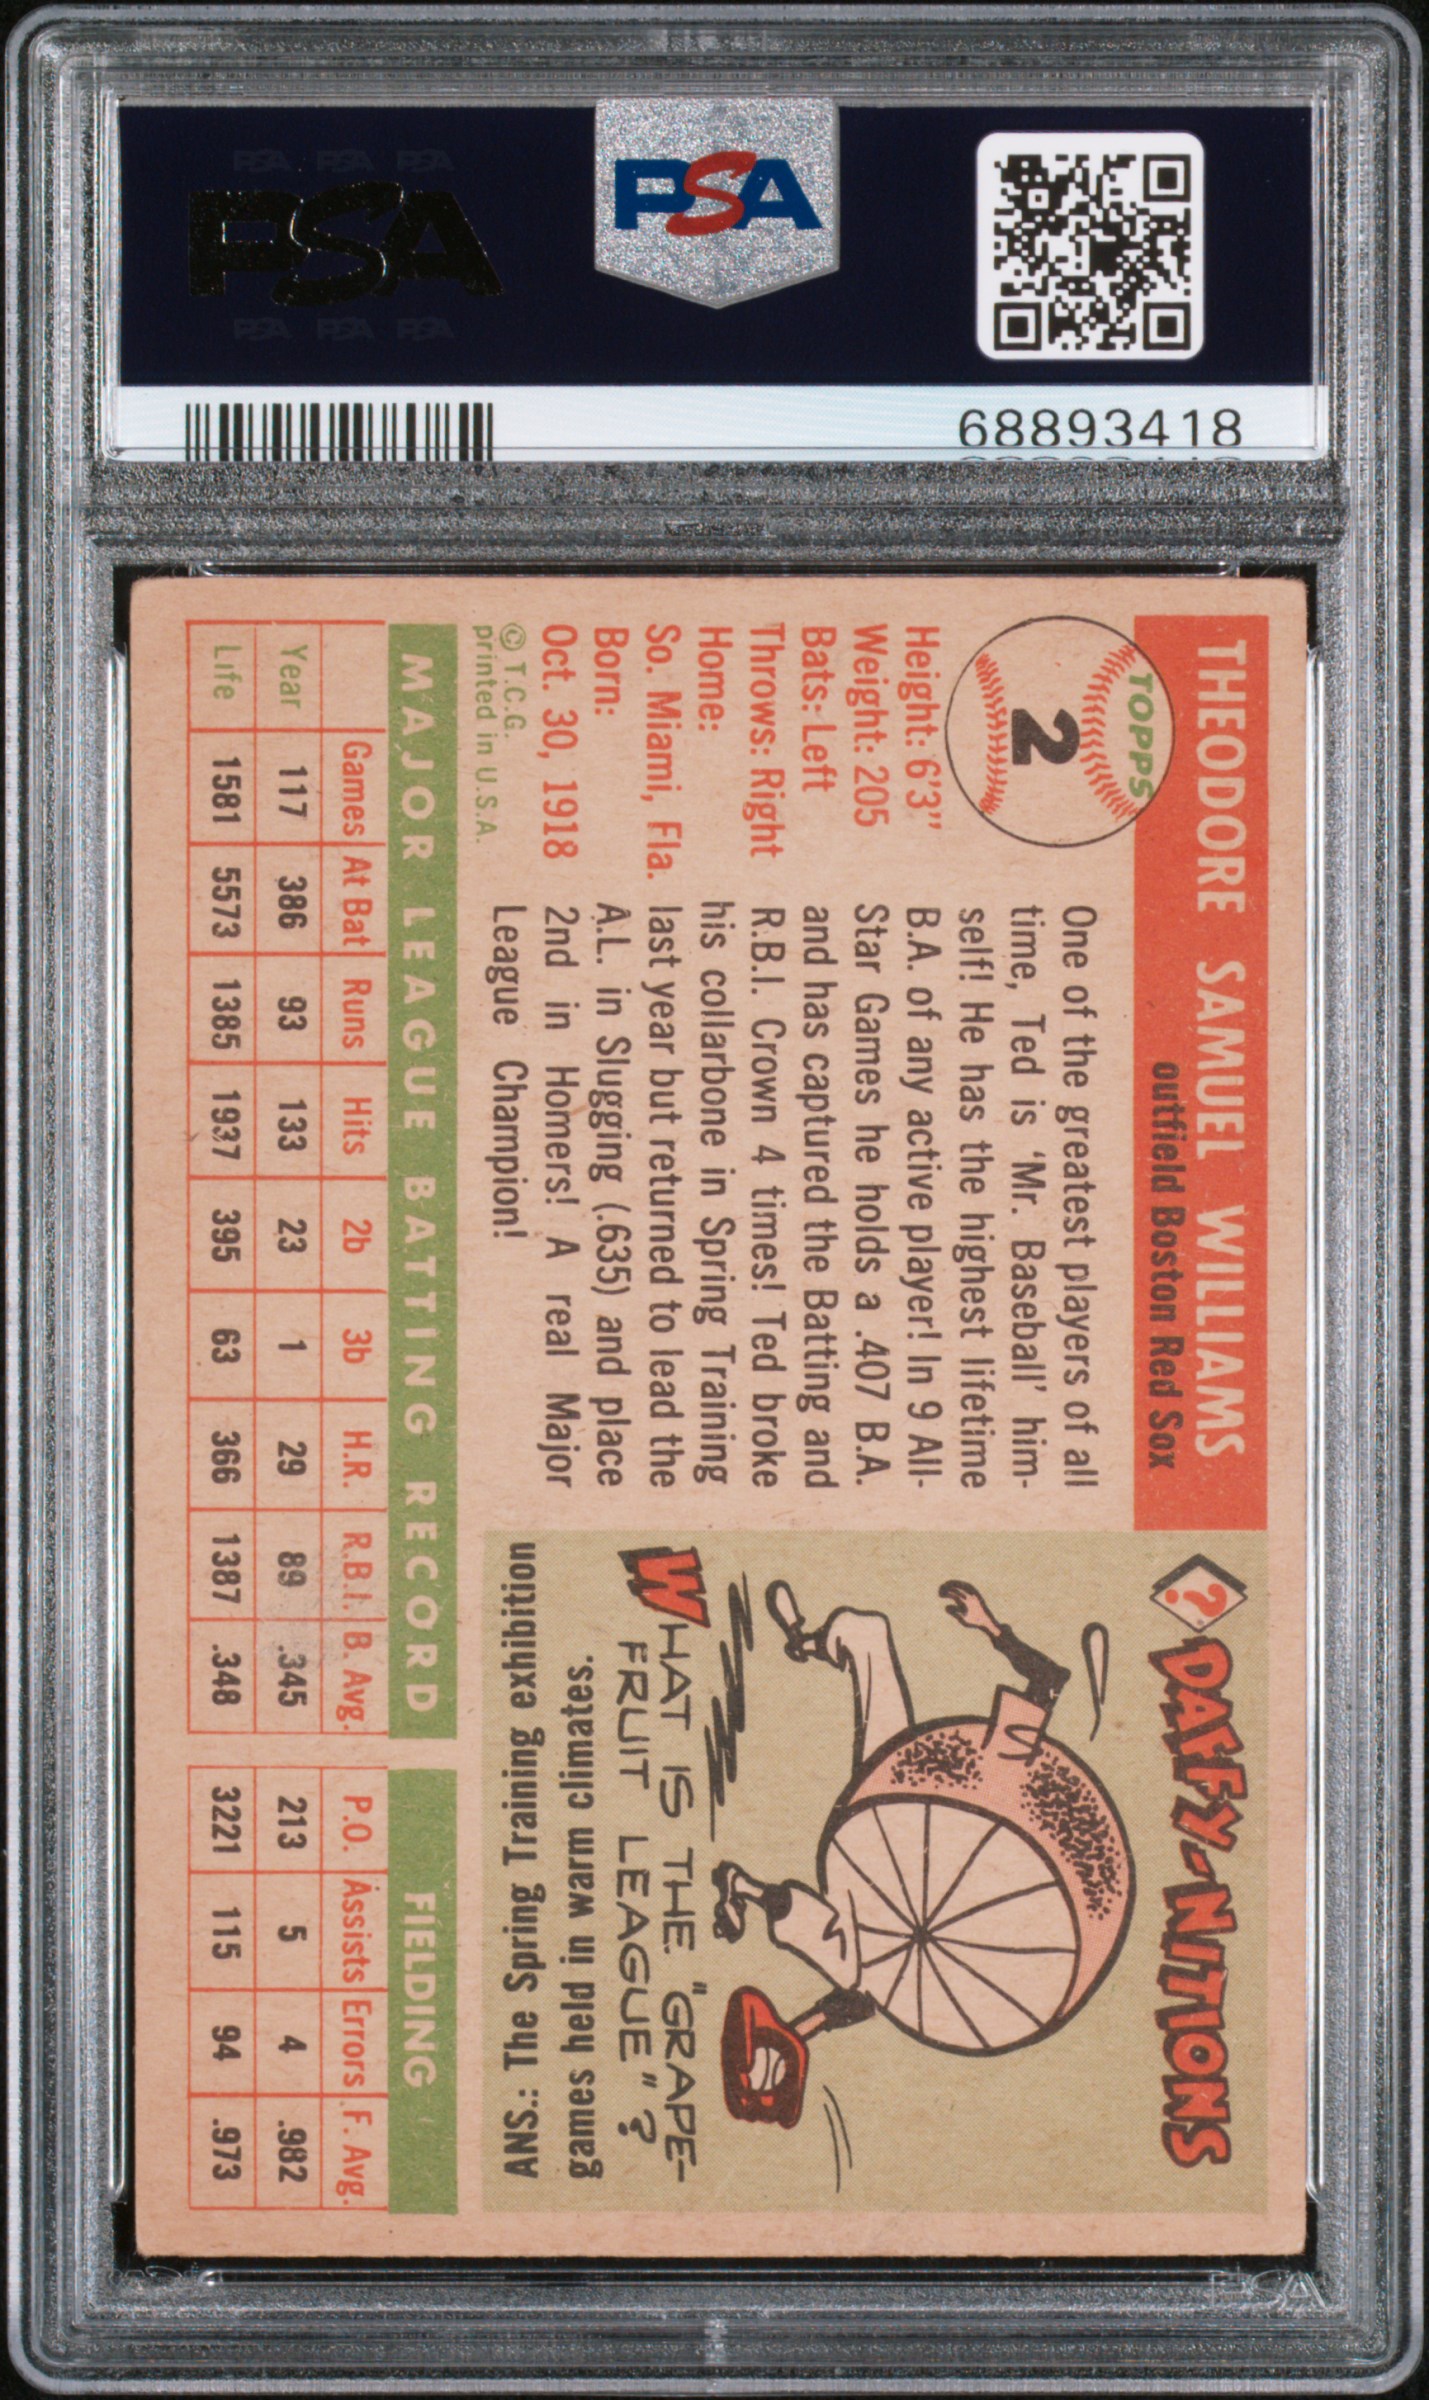 PSA PSA PSA
PSA
PSA PSA PSA
PSA
68893418
THEODORE SAMUEL WILLIAMS
outfield Boston Red Sox
TOPPS
2
Height: 6'3"
Weight: 205
Bats: Left
Throws: Right
Home:
So. Miami, Fla.
Born:
Oct. 30, 1918
© T.C.G.
printed in U.S.A.
One of the greatest players of all
time, Ted is 'Mr. Baseball' him-
self! He has the highest lifetime
B.A. of any active player! In 9 All-
Star Games he holds a .407 B.A.
and has captured the Batting and
R.B.I. Crown 4 times! Ted broke
his collarbone in Spring Training
last year but returned to lead the
A.L. in Slugging (.635) and place
2nd in Homers! A real Major
League Champion!
? DAFFY-NITIONS
WHAT IS THE "GRAPE-
FRUIT LEAGUE"?
ANS.: The Spring Training exhibition
games held in warm climates.
MAJOR LEAGUE BATTING RECORD FIELDING
Games At Bat Runs Hits 2b 3b H.R. R.B.I. B. Avg. P.O. Assists Errors F. Avg.
Year 117 386 93 133 23 1 29 89 .345 213 5 4 .982
Life 1581 5573 1385 1937 395 63 366 1387 .348 3221 115 94 .973
PSA